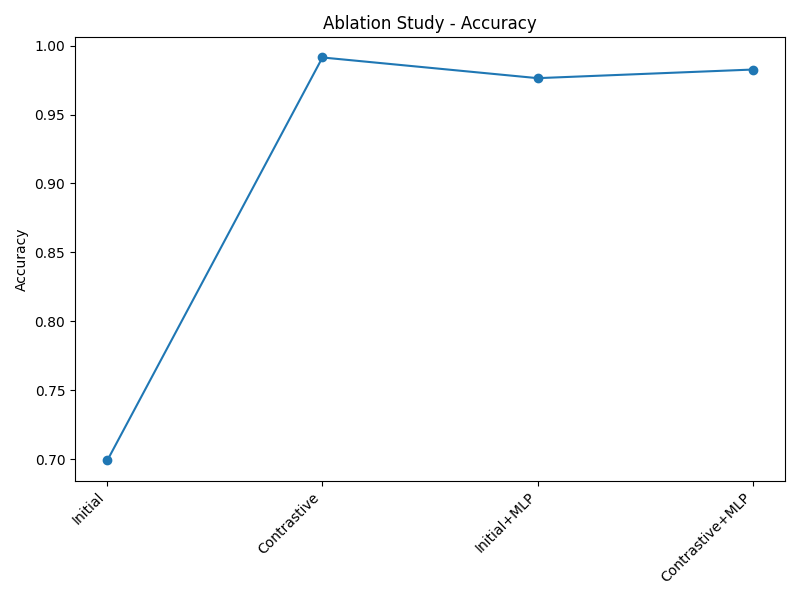 Ablation Study - Accuracy
1.00
0.95
0.90
0.85
0.80
0.75
0.70
Accuracy
Initial
Contrastive
Initial+MLP
Contrastive+MLP